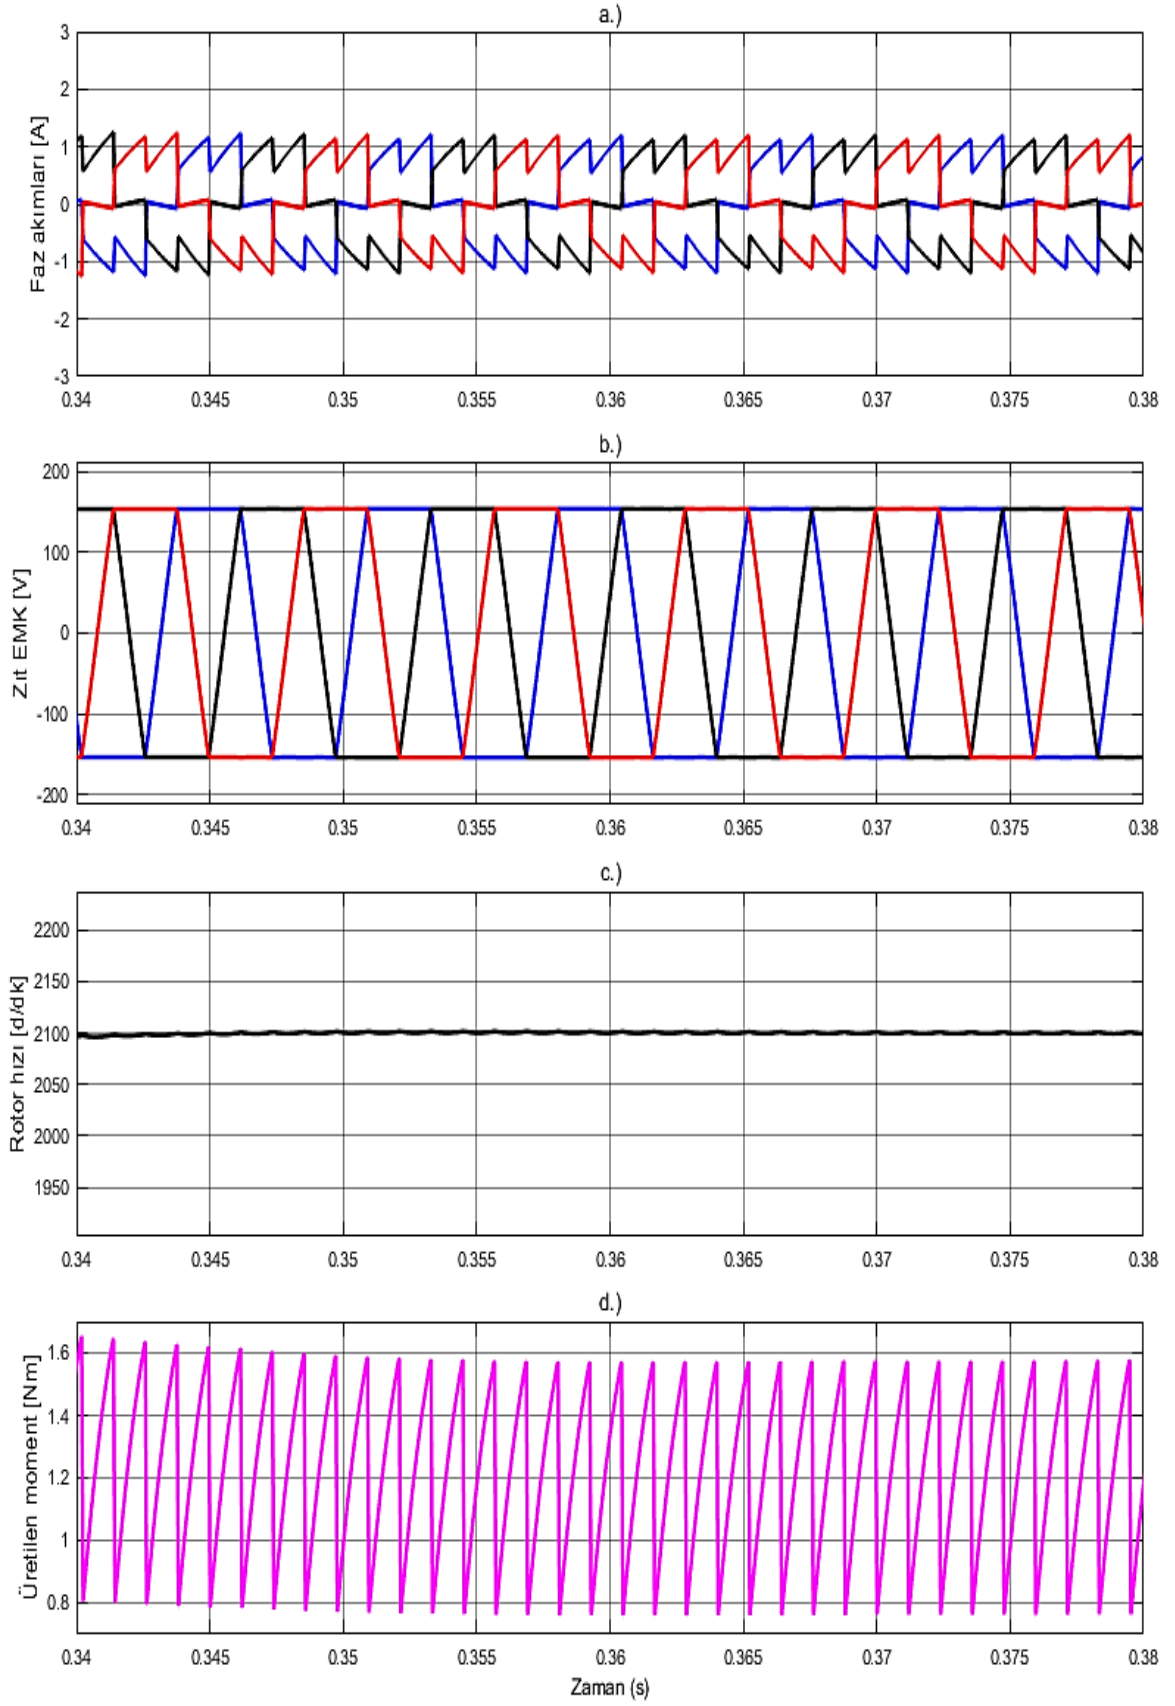 a.)
3
2
1
0
-1
-2
-3
Faz akımları [A]
0.34 0.345 0.35 0.355 0.36 0.365 0.37 0.375 0.38
b.)
200
100
0
-100
-200
Zıt EMK [V]
0.34 0.345 0.35 0.355 0.36 0.365 0.37 0.375 0.38
c.)
2200
2150
2100
2050
2000
1950
Rotor hızı [d/dk]
0.34 0.345 0.35 0.355 0.36 0.365 0.37 0.375 0.38
d.)
1.6
1.4
1.2
1
0.8
Üretilen moment [Nm]
0.34 0.345 0.35 0.355 0.36 0.365 0.37 0.375 0.38
Zaman (s)